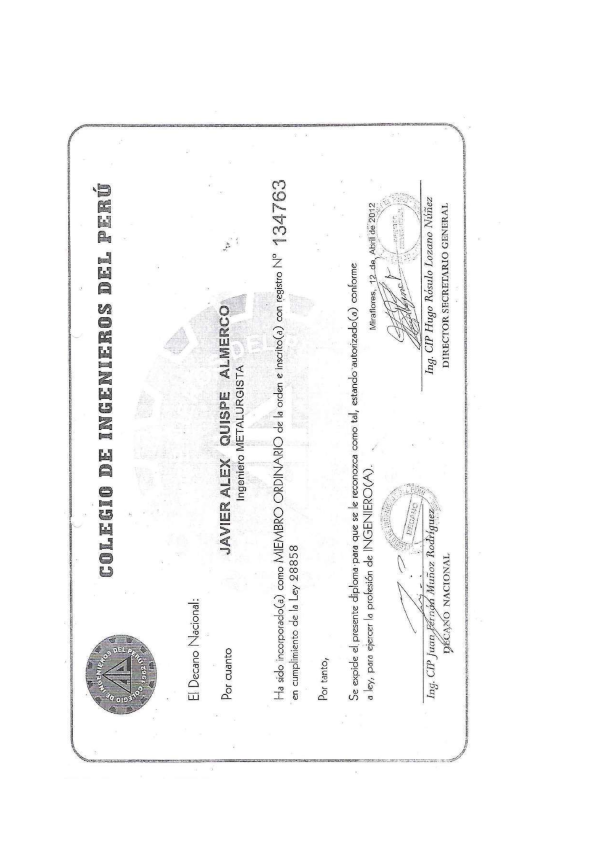 COLEGIO DE INGENIEROS DEL PERÚ
El Decano Nacional:
Por cuanto
JAVIER ALEX QUISPE ALMERCO
Ingeniero METALURGISTA
Ha sido incorporado(a) como MIEMBRO ORDINARIO de la orden e inscrito(a) con registro Nº 134763
en cumplimiento de la Ley 28858
Por tanto,
Se expide el presente diploma para que se le reconozca como tal, estando autorizado(a) conforme
a ley, para ejercer la profesión de INGENIERO(A).
Miraflores, 12 de Abril de 2012
DECANO
Ing. CIP Juan Fernán Muñoz Rodríguez
DECANO NACIONAL
Ing. CIP Hugo Rósulo Lozano Núñez
DIRECTOR SECRETARIO GENERAL